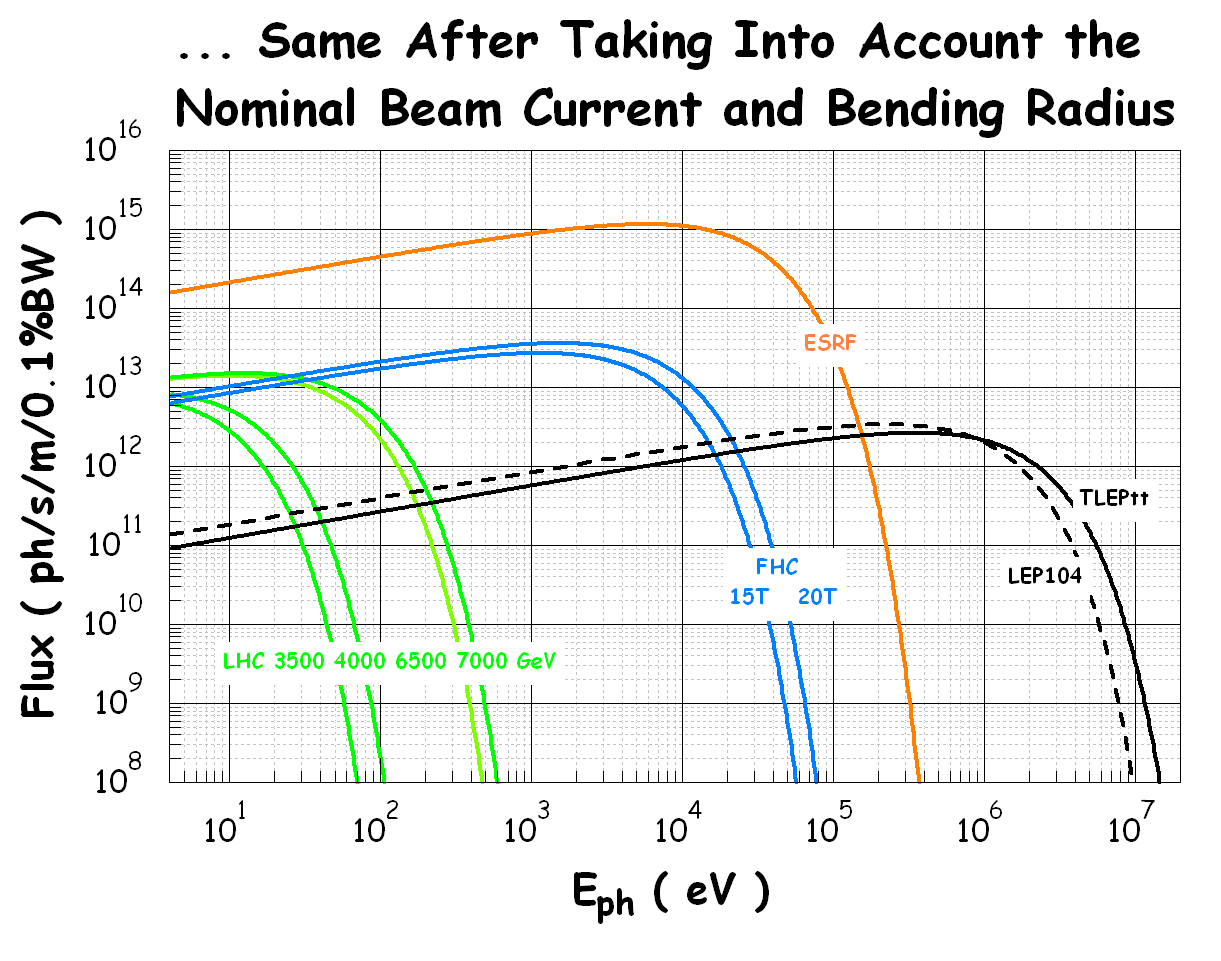 ... Same After Taking Into Account the
Nominal Beam Current and Bending Radius
Flux ( ph/s/m/0.1%BW )
10^16
10^15
10^14
10^13
10^12
10^11
10^10
10^9
10^8
ESRF
TLEPtt
LEP104
FHC
15T 20T
LHC 3500 4000 6500 7000 GeV
10^1 10^2 10^3 10^4 10^5 10^6 10^7
E_ph ( eV )